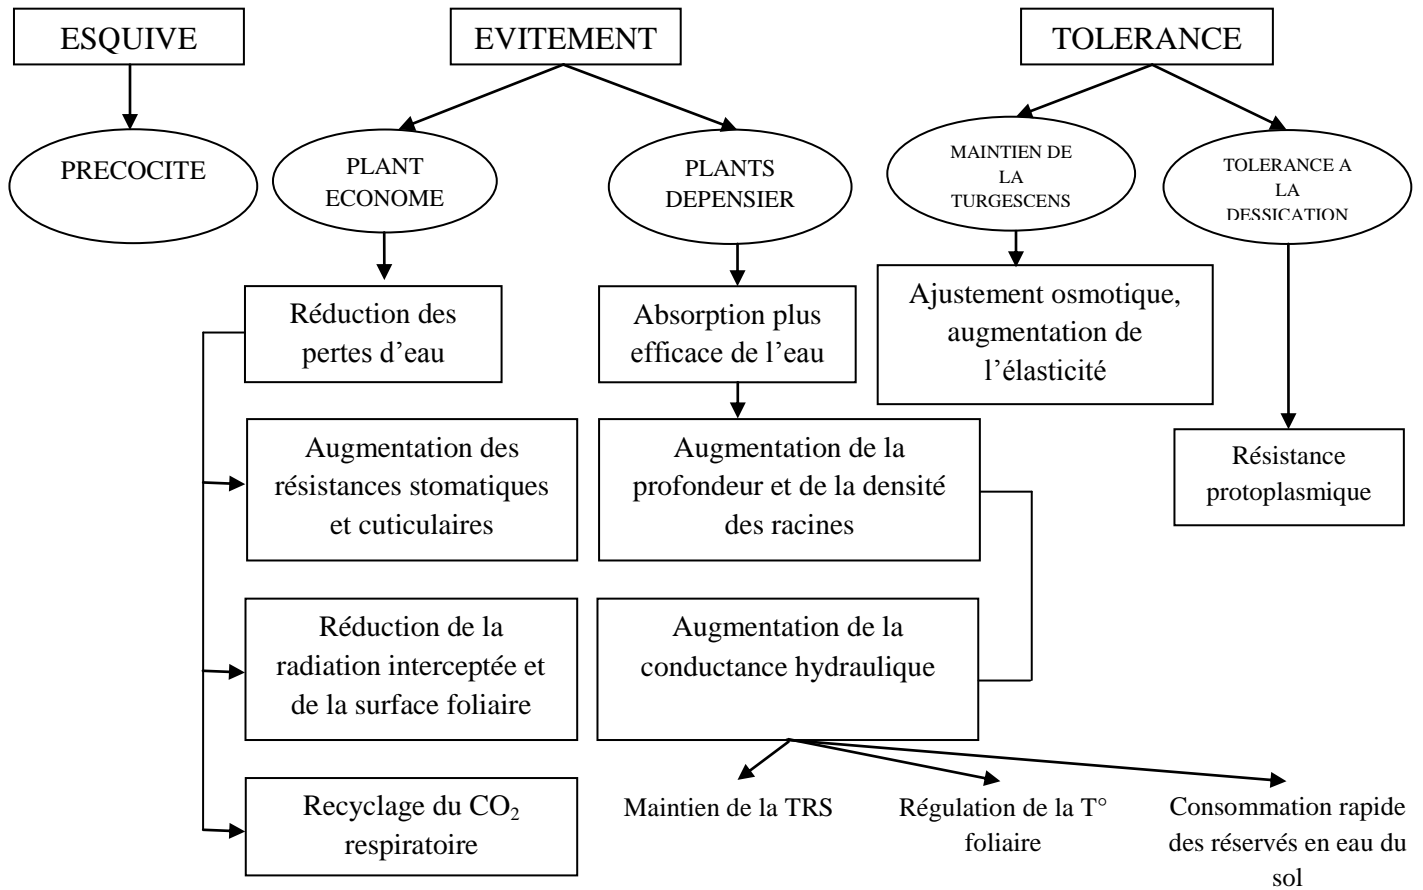 ESQUIVE
EVITEMENT
TOLERANCE
PRECOCITE
PLANT
ECONOME
PLANTS
DEPENSIER
MAINTIEN DE
LA
TURGESCENS
TOLERANCE A
LA
DESSICATION
Réduction des
pertes d’eau
Absorption plus
efficace de l’eau
Ajustement osmotique,
augmentation de
l’élasticité
Augmentation des
résistances stomatiques
et cuticulaires
Augmentation de la
profondeur et de la densité
des racines
Résistance
protoplasmique
Réduction de la
radiation interceptée et
de la surface foliaire
Augmentation de la
conductance hydraulique
Recyclage du CO₂
respiratoire
Maintien de la TRS
Régulation de la T°
foliaire
Consommation rapide
des réservés en eau du
sol